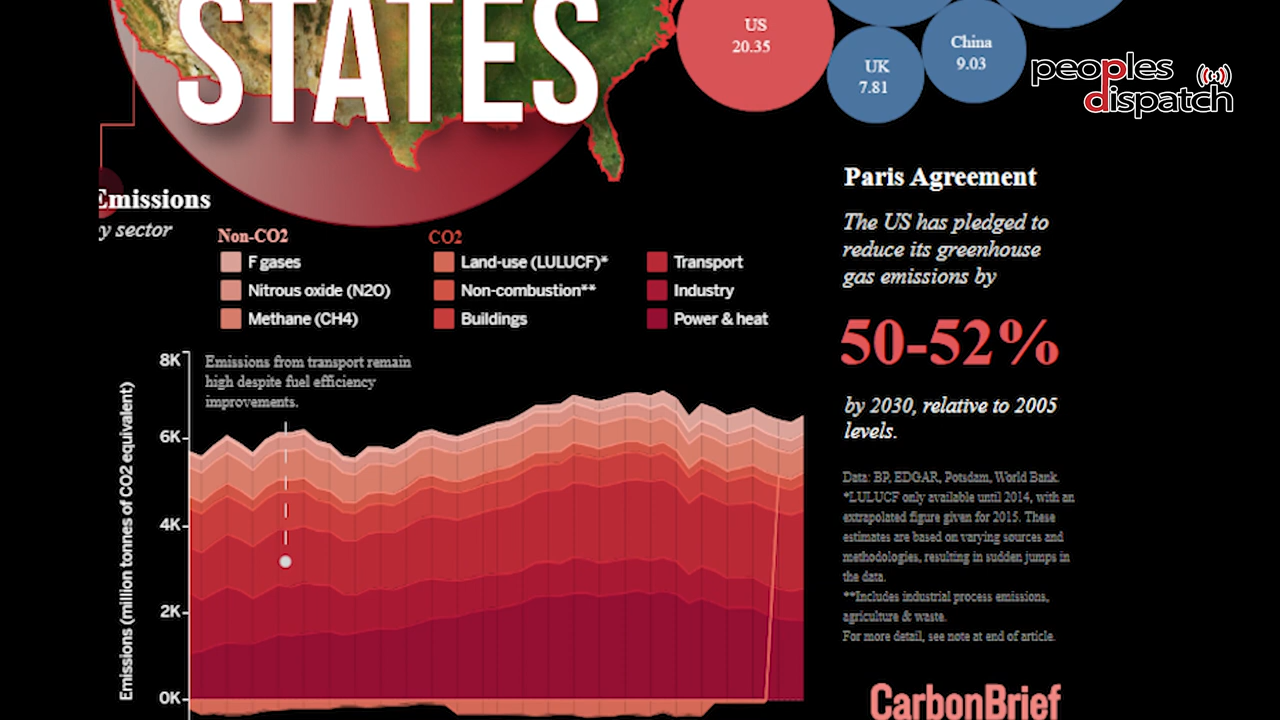 STATES
US
20.35
UK
7.81
China
9.03
peoples
dispatch
Emissions
y sector
Non-CO2
F gases
Nitrous oxide (N2O)
Methane (CH4)
CO2
Land-use (LULUCF)*
Non-combustion**
Buildings
Transport
Industry
Power & heat
Emissions (million tonnes of CO2 equivalent)
8K
6K
4K
2K
0K
Emissions from transport remain
high despite fuel efficiency
improvements.
Paris Agreement
The US has pledged to
reduce its greenhouse
gas emissions by
50-52%
by 2030, relative to 2005
levels.
Data: BP, EDGAR, Potsdam, World Bank.
*LULUCF only available until 2014, with an
extrapolated figure given for 2015. These
estimates are based on varying sources and
methodologies, resulting in sudden jumps in
the data.
**Includes industrial process emissions,
agriculture & waste.
For more detail, see note at end of article.
CarbonBrief